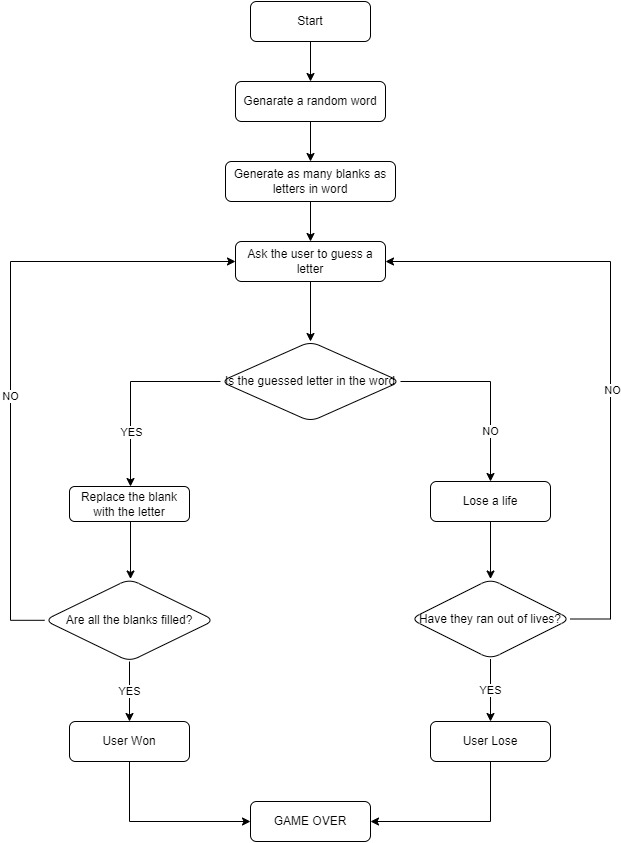 Start
Genarate a random word
Generate as many blanks as
letters in word
Ask the user to guess a
letter
Is the guessed letter in the word
NO
NO
YES
NO
Replace the blank
with the letter
Lose a life
Are all the blanks filled?
Have they ran out of lives?
YES
YES
User Won
User Lose
GAME OVER